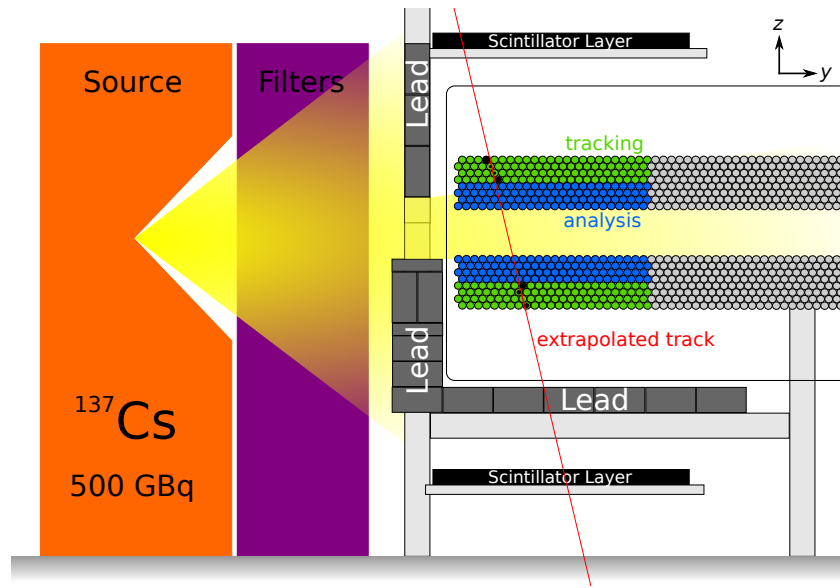 Source
Filters
Lead
Scintillator Layer
z
y
tracking
analysis
extrapolated track
Lead
Lead
¹³⁷Cs
500 GBq
Scintillator Layer